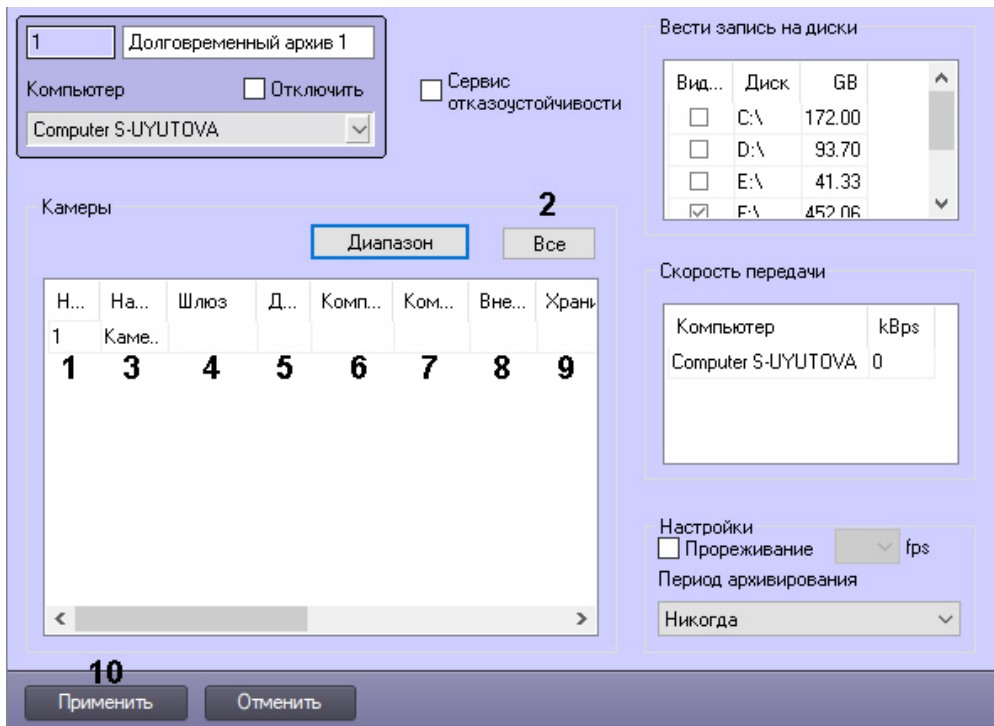 1 Долговременный архив 1
Компьютер Отключить
Computer S-UYUTOVA
Сервис
отказоустойчивости
Вести запись на диски
Вид... Диск GB
C:\ 172.00
D:\ 93.70
E:\ 41.33
F:\ 452.06
Камеры
2
Диапазон Все
Н... На... Шлюз Д... Комп... Ком... Вне... Храни
1 Каме..
1 3 4 5 6 7 8 9
Скорость передачи
Компьютер kBps
Computer S-UYUTOVA 0
Настройки
Прореживание fps
Период архивирования
Никогда
10
Применить Отменить